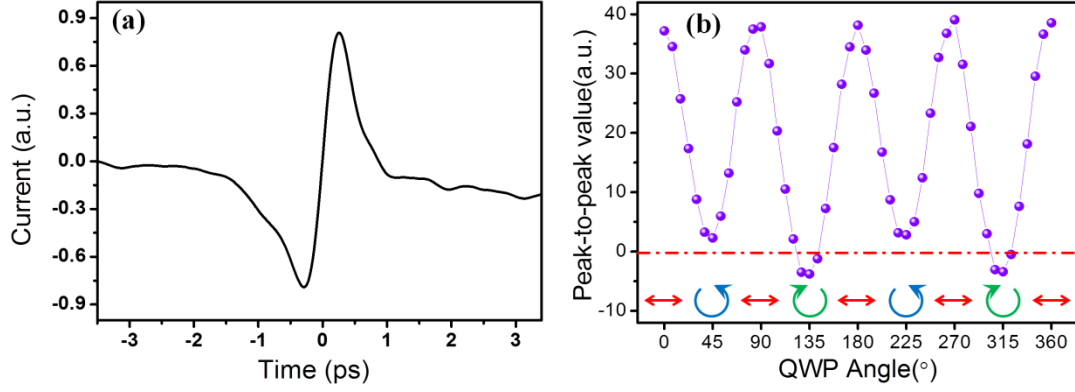 (a)
Current (a.u.)
0.9
0.6
0.3
0.0
-0.3
-0.6
-0.9
-3 -2 -1 0 1 2 3
Time (ps)
(b)
Peak-to-peak value(a.u.)
40
30
20
10
0
-10
0 45 90 135 180 225 270 315 360
QWP Angle(°)